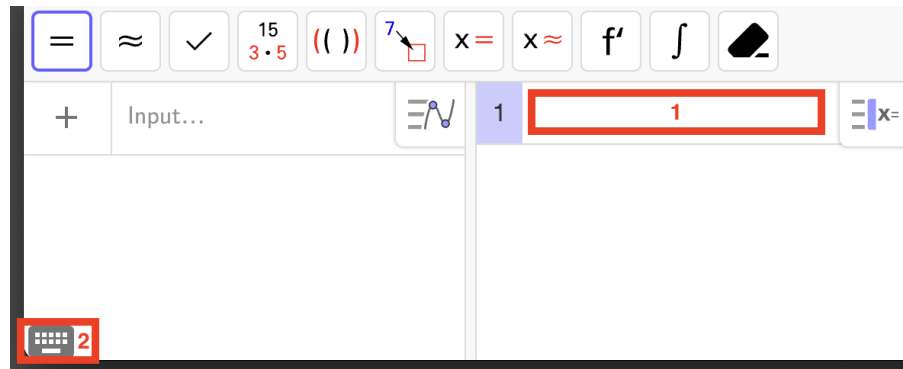 = ≈ ✓ 15 (( )) 7 x = x ≈ f′ ∫
3 · 5
+ Input... 1 1 x=
2